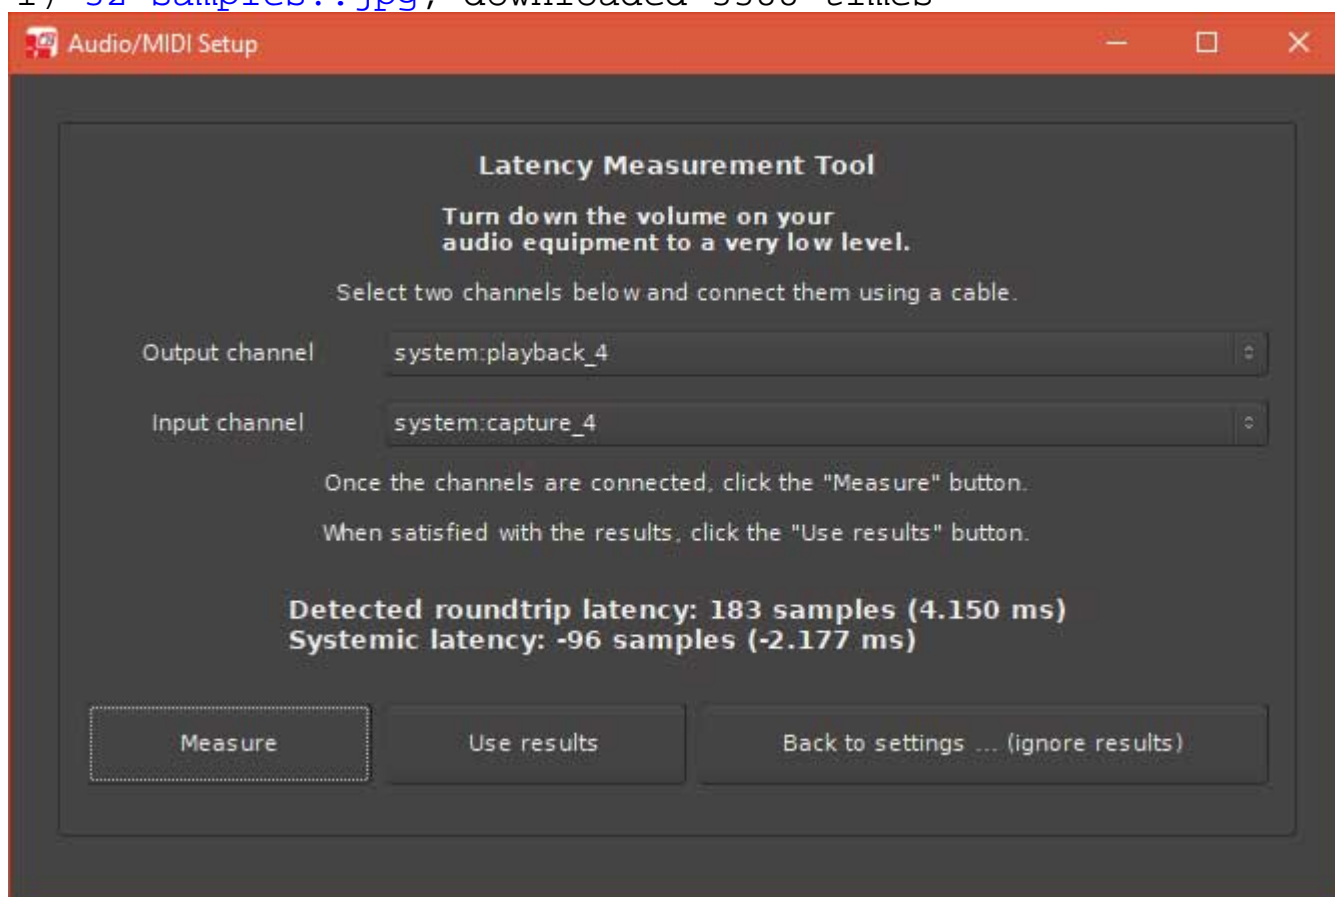 Audio/MIDI Setup
Latency Measurement Tool
Turn down the volume on your
audio equipment to a very low level.
Select two channels below and connect them using a cable.
Output channel system:playback_4
Input channel system:capture_4
Once the channels are connected, click the "Measure" button.
When satisfied with the results, click the "Use results" button.
Detected roundtrip latency: 183 samples (4.150 ms)
Systemic latency: -96 samples (-2.177 ms)
Measure Use results Back to settings ... (ignore results)